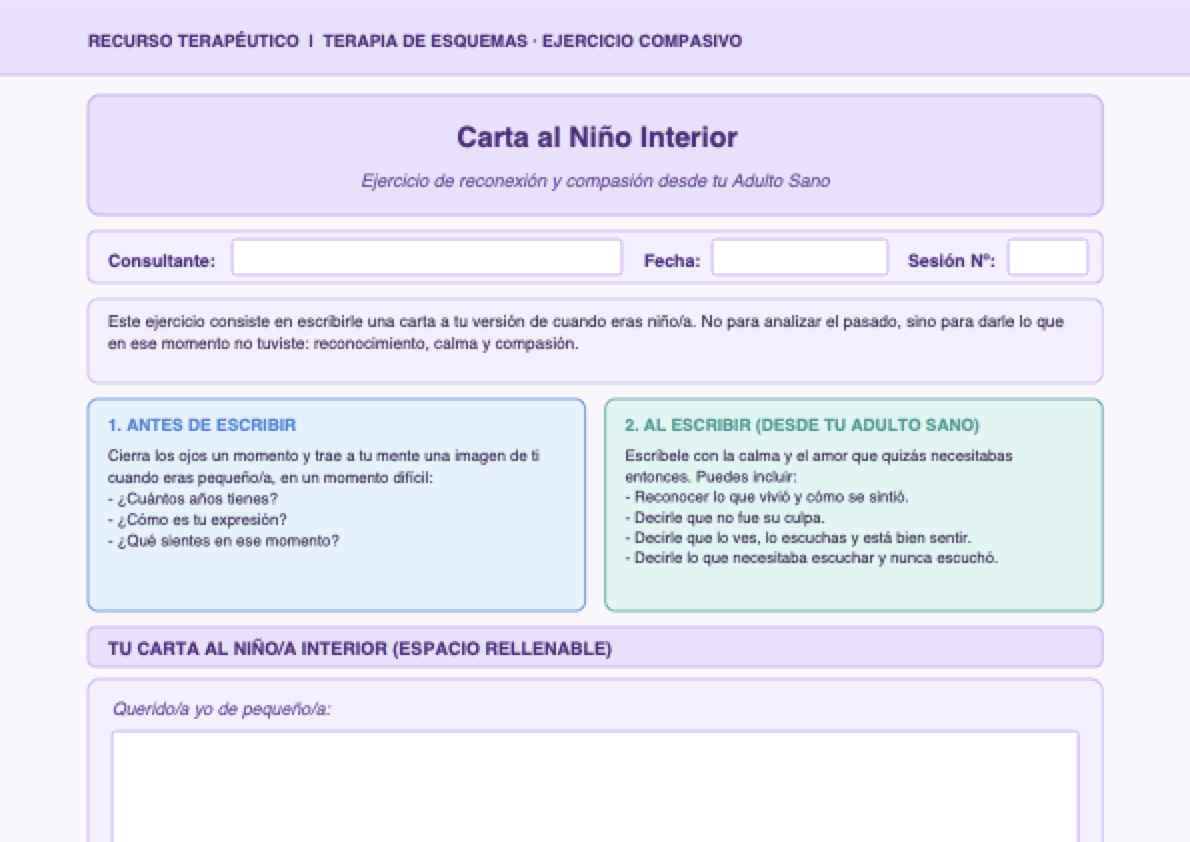 RECURSO TERAPÉUTICO | TERAPIA DE ESQUEMAS · EJERCICIO COMPASIVO
Carta al Niño Interior
Ejercicio de reconexión y compasión desde tu Adulto Sano
Consultante: Fecha: Sesión Nº:
Este ejercicio consiste en escribirle una carta a tu versión de cuando eras niño/a. No para analizar el pasado, sino para darle lo que
en ese momento no tuviste: reconocimiento, calma y compasión.
1. ANTES DE ESCRIBIR
Cierra los ojos un momento y trae a tu mente una imagen de ti
cuando eras pequeño/a, en un momento difícil:
- ¿Cuántos años tienes?
- ¿Cómo es tu expresión?
- ¿Qué sientes en ese momento?
2. AL ESCRIBIR (DESDE TU ADULTO SANO)
Escríbele con la calma y el amor que quizás necesitabas
entonces. Puedes incluir:
- Reconocer lo que vivió y cómo se sintió.
- Decirle que no fue su culpa.
- Decirle que lo ves, lo escuchas y está bien sentir.
- Decirle lo que necesitaba escuchar y nunca escuchó.
TU CARTA AL NIÑO/A INTERIOR (ESPACIO RELLENABLE)
Querido/a yo de pequeño/a: